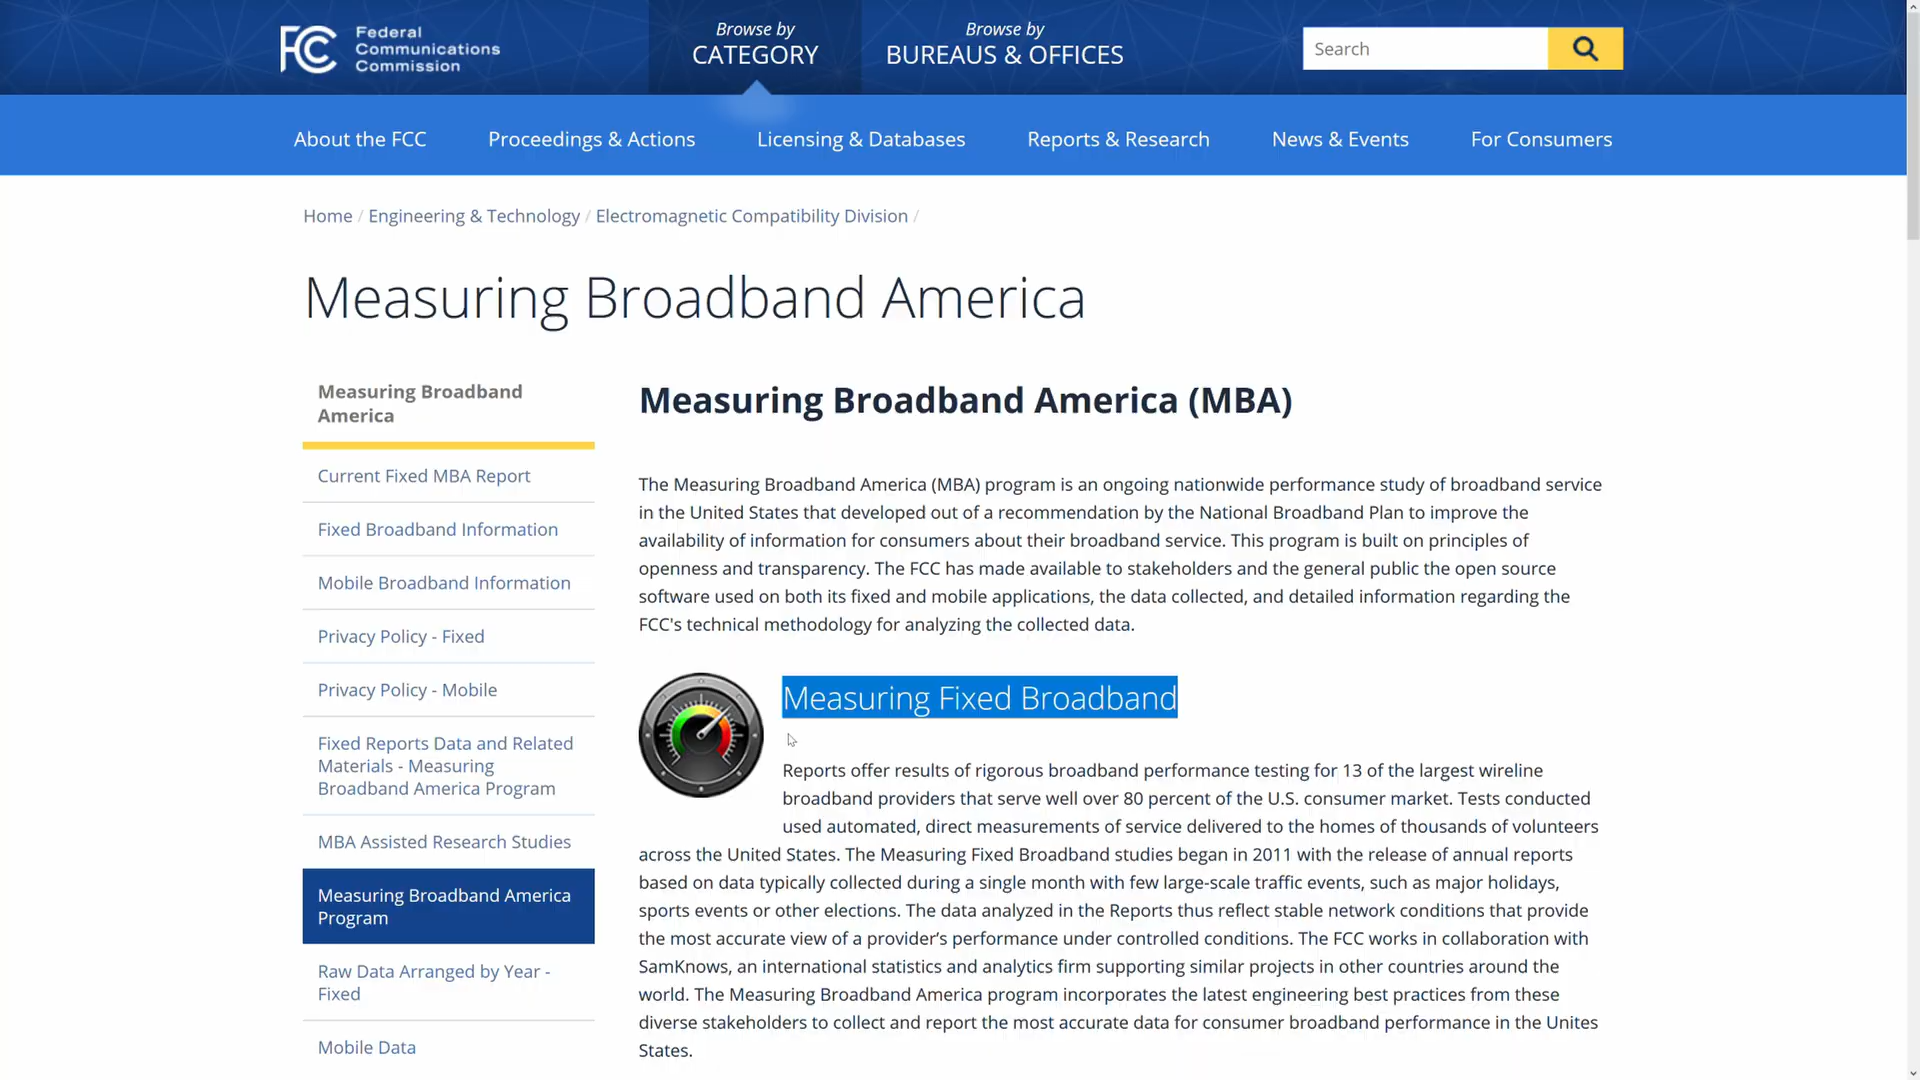 Federal
Communications
Commission
FCC
Browse by
CATEGORY
Browse by
BUREAUS & OFFICES
Search
About the FCC
Proceedings & Actions
Licensing & Databases
Reports & Research
News & Events
For Consumers
Home / Engineering & Technology / Electromagnetic Compatibility Division /
Measuring Broadband America
Measuring Broadband
America
Current Fixed MBA Report
Fixed Broadband Information
Mobile Broadband Information
Privacy Policy - Fixed
Privacy Policy - Mobile
Fixed Reports Data and Related
Materials - Measuring
Broadband America Program
MBA Assisted Research Studies
Measuring Broadband America
Program
Raw Data Arranged by Year -
Fixed
Mobile Data
Measuring Broadband America (MBA)
The Measuring Broadband America (MBA) program is an ongoing nationwide performance study of broadband service
in the United States that developed out of a recommendation by the National Broadband Plan to improve the
availability of information for consumers about their broadband service. This program is built on principles of
openness and transparency. The FCC has made available to stakeholders and the general public the open source
software used on both its fixed and mobile applications, the data collected, and detailed information regarding the
FCC's technical methodology for analyzing the collected data.
Measuring Fixed Broadband
Reports offer results of rigorous broadband performance testing for 13 of the largest wireline
broadband providers that serve well over 80 percent of the U.S. consumer market. Tests conducted
used automated, direct measurements of service delivered to the homes of thousands of volunteers
across the United States. The Measuring Fixed Broadband studies began in 2011 with the release of annual reports
based on data typically collected during a single month with few large-scale traffic events, such as major holidays,
sports events or other elections. The data analyzed in the Reports thus reflect stable network conditions that provide
the most accurate view of a provider’s performance under controlled conditions. The FCC works in collaboration with
SamKnows, an international statistics and analytics firm supporting similar projects in other countries around the
world. The Measuring Broadband America program incorporates the latest engineering best practices from these
diverse stakeholders to collect and report the most accurate data for consumer broadband performance in the Unites
States.